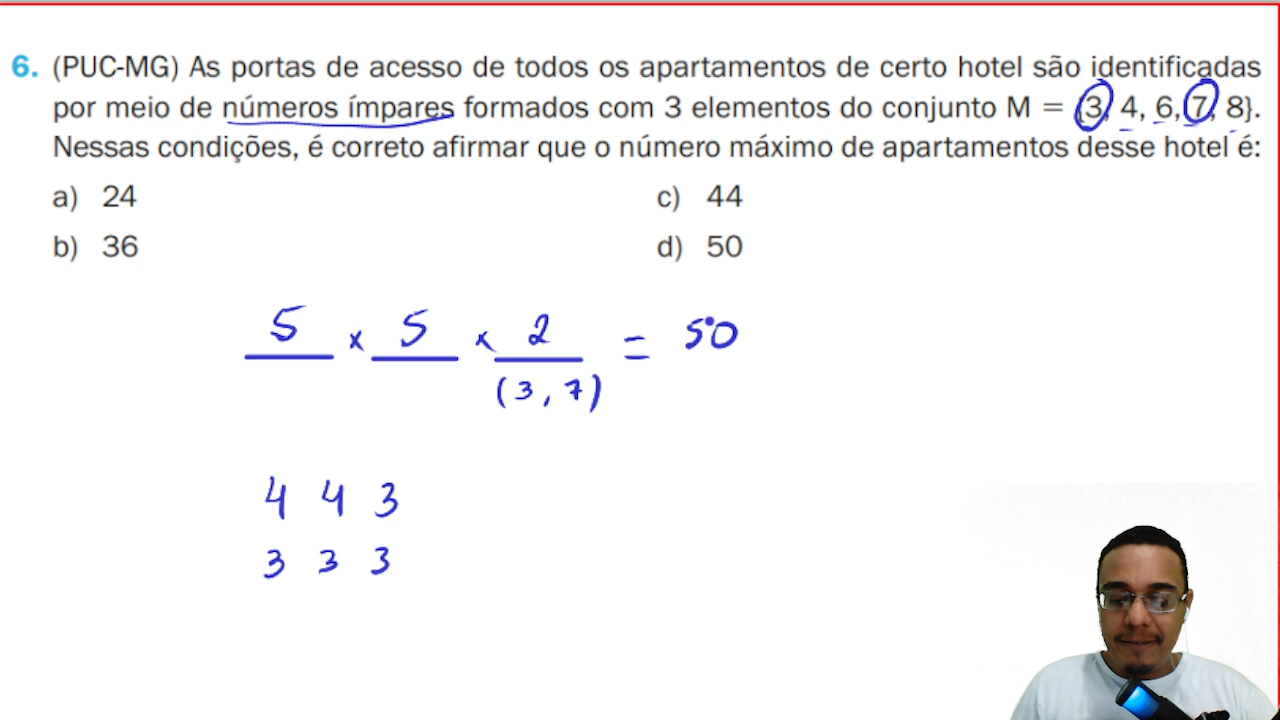 6. (PUC-MG) As portas de acesso de todos os apartamentos de certo hotel são identificadas
por meio de números ímpares formados com 3 elementos do conjunto M = {3, 4, 6, 7, 8}.
Nessas condições, é correto afirmar que o número máximo de apartamentos desse hotel é:
a) 24 c) 44
b) 36 d) 50
5 x 5 x 2 = 50
(3, 7)
4 4 3
3 3 3